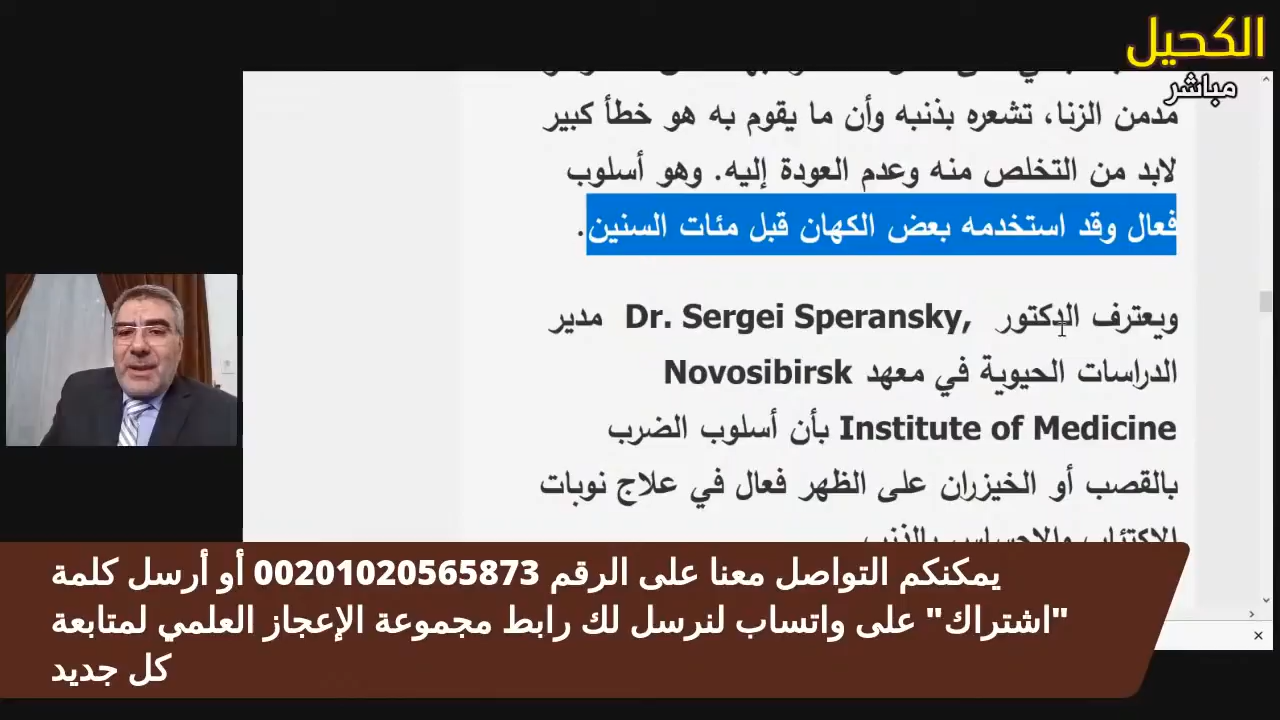 الكحيل
مباشر
مدمن الزنا، تشعره بذنبه وأن ما يقوم به هو خطأ كبير
لابد من التخلص منه وعدم العودة إليه. وهو أسلوب
فعال وقد استخدمه بعض الكهان قبل مئات السنين.
ويعترف الدكتور Dr. Sergei Speransky, مدير
الدراسات الحيوية في معهد Novosibirsk
Institute of Medicine بأن أسلوب الضرب
بالقصب أو الخيزران على الظهر فعال في علاج نوبات
الاكتئاب والإحساس بالذنب
يمكنكم التواصل معنا على الرقم 00201020565873 أو أرسل كلمة
"اشتراك" على واتساب لنرسل لك رابط مجموعة الإعجاز العلمي لمتابعة
كل جديد